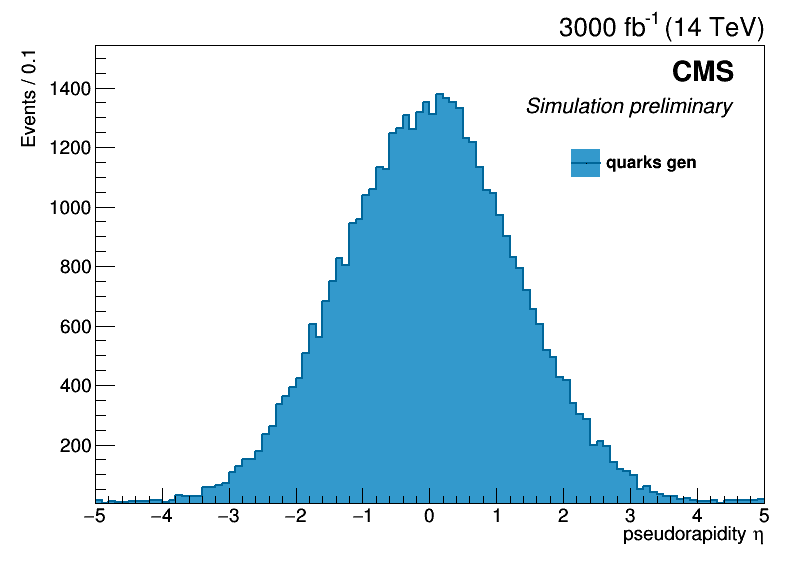 3000 fb⁻¹ (14 TeV)
Events / 0.1
CMS
Simulation preliminary
quarks gen
1400
1200
1000
800
600
400
200
−5 −4 −3 −2 −1 0 1 2 3 4 5
pseudorapidity η